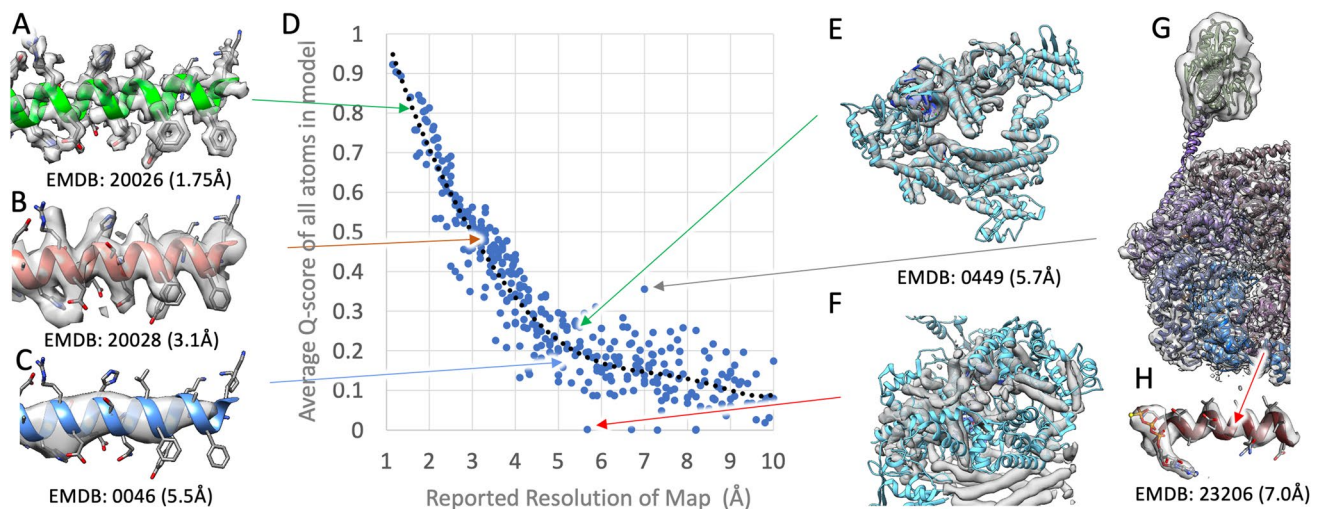 A
EMDB: 20026 (1.75Å)
B
EMDB: 20028 (3.1Å)
C
EMDB: 0046 (5.5Å)
D
Average Q-score of all atoms in model
1
0.9
0.8
0.7
0.6
0.5
0.4
0.3
0.2
0.1
0
1 2 3 4 5 6 7 8 9 10
Reported Resolution of Map (Å)
E
EMDB: 0449 (5.7Å)
F
G
H
EMDB: 23206 (7.0Å)